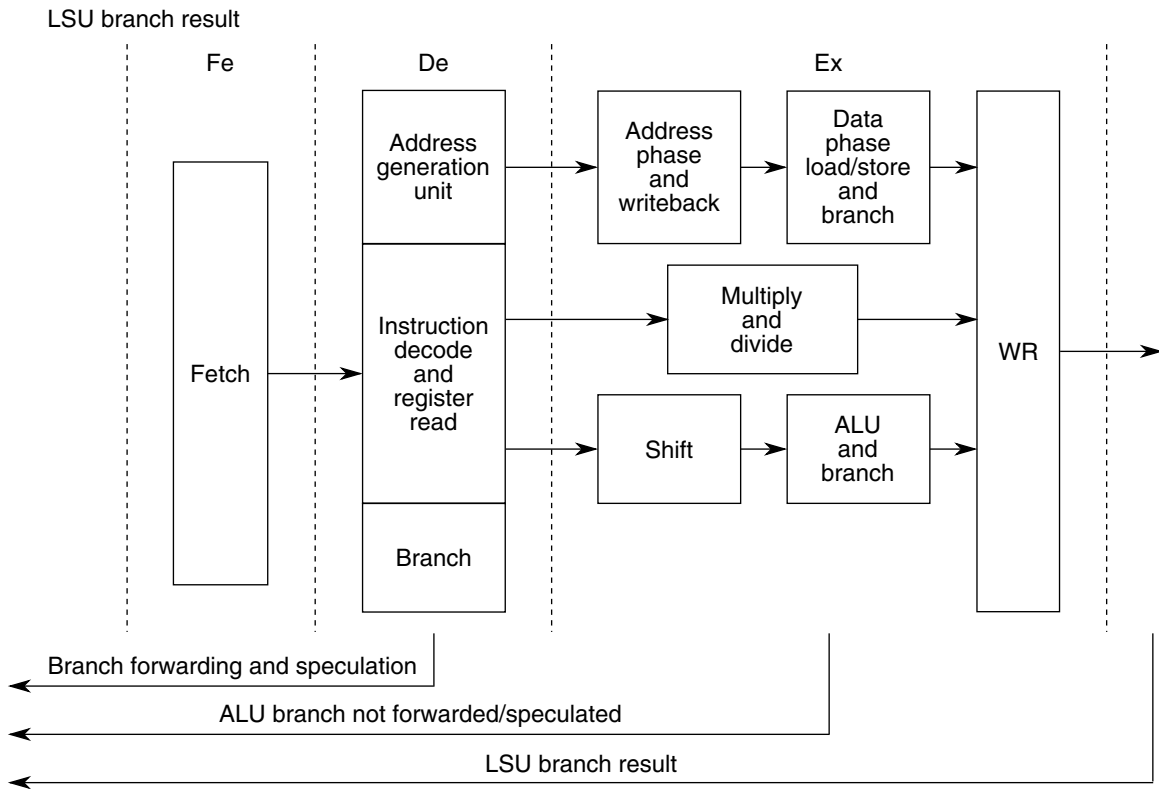 LSU branch result
Fe
De
Ex
Address
generation
unit
Address
phase
and
writeback
Data
phase
load/store
and
branch
Fetch
Instruction
decode
and
register
read
Multiply
and
divide
WR
Shift
ALU
and
branch
Branch
Branch forwarding and speculation
ALU branch not forwarded/speculated
LSU branch result